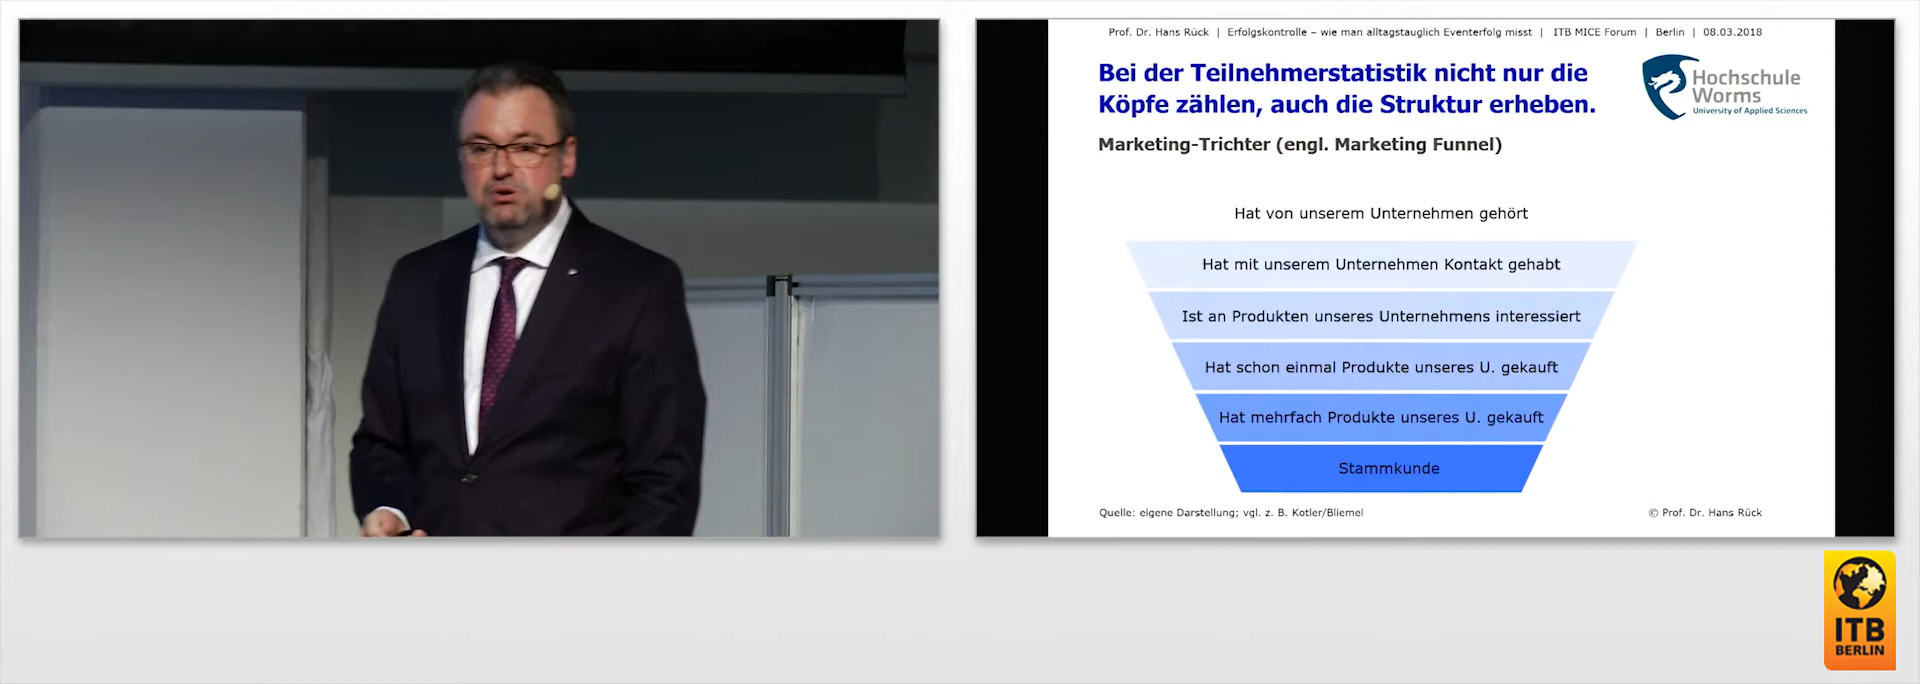 Prof. Dr. Hans Rück | Erfolgskontrolle – wie man alltagstauglich Eventerfolg misst | ITB MICE Forum | Berlin | 08.03.2018
Bei der Teilnehmerstatistik nicht nur die
Köpfe zählen, auch die Struktur erheben.
Hochschule
Worms
University of Applied Sciences
Marketing-Trichter (engl. Marketing Funnel)
Hat von unserem Unternehmen gehört
Hat mit unserem Unternehmen Kontakt gehabt
Ist an Produkten unseres Unternehmens interessiert
Hat schon einmal Produkte unseres U. gekauft
Hat mehrfach Produkte unseres U. gekauft
Stammkunde
Quelle: eigene Darstellung; vgl. z. B. Kotler/Bliemel
© Prof. Dr. Hans Rück
ITB
BERLIN